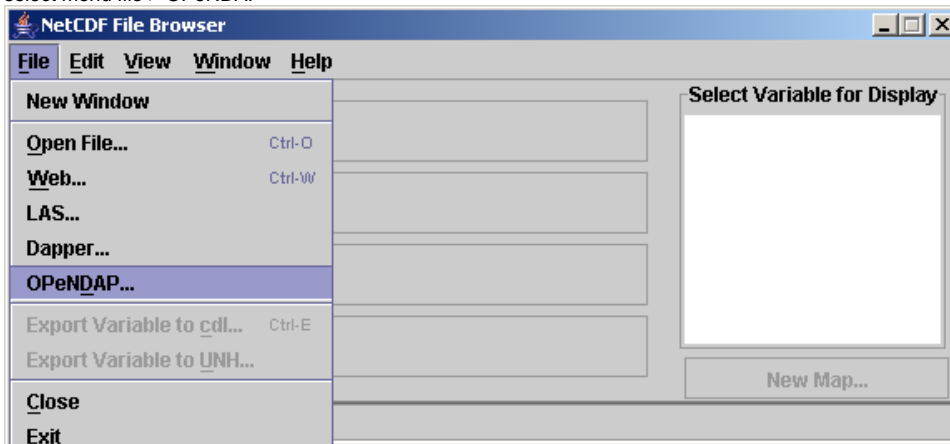 NetCDF File Browser
File Edit View Window Help
New Window
Open File... Ctrl-O
Web... Ctrl-W
LAS...
Dapper...
OPeNDAP...
Export Variable to cdl... Ctrl-E
Export Variable to UNH...
Close
Exit
Select Variable for Display
New Map...